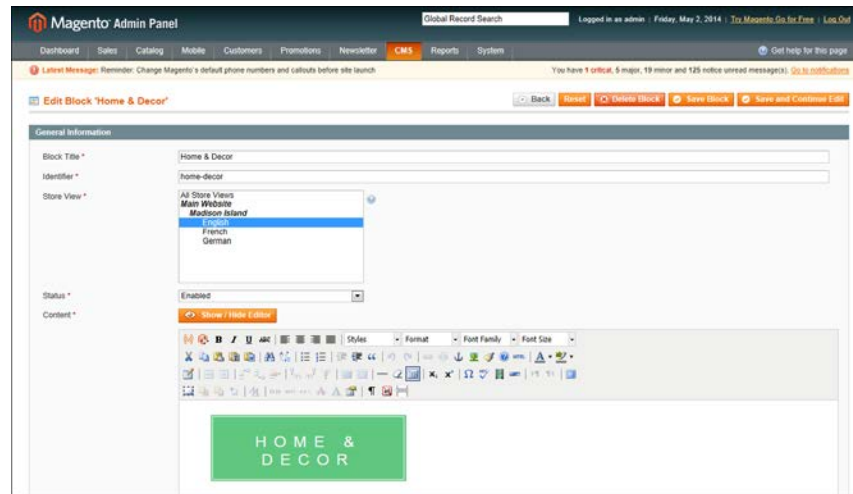 Magento Admin Panel
Global Record Search
Logged in as admin | Friday, May 2, 2014 | Try Magento Go for Free | Log Out
Dashboard Sales Catalog Mobile Customers Promotions Newsletter CMS Reports System
Get help for this page
Latest Message: Reminder: Change Magento's default phone numbers and callouts before site launch
You have 1 critical, 5 major, 19 minor and 125 notice unread message(s). Go to notifications
Edit Block 'Home & Decor'
Back Reset Delete Block Save Block Save and Continue Edit
General Information
Block Title *
Home & Decor
Identifier *
home-decor
Store View *
All Store Views
Main Website
Madison Island
English
French
German
Status *
Enabled
Content *
Show / Hide Editor
B I U ABC Styles Format Font Family Font Size
HTML A
HOME &
DECOR